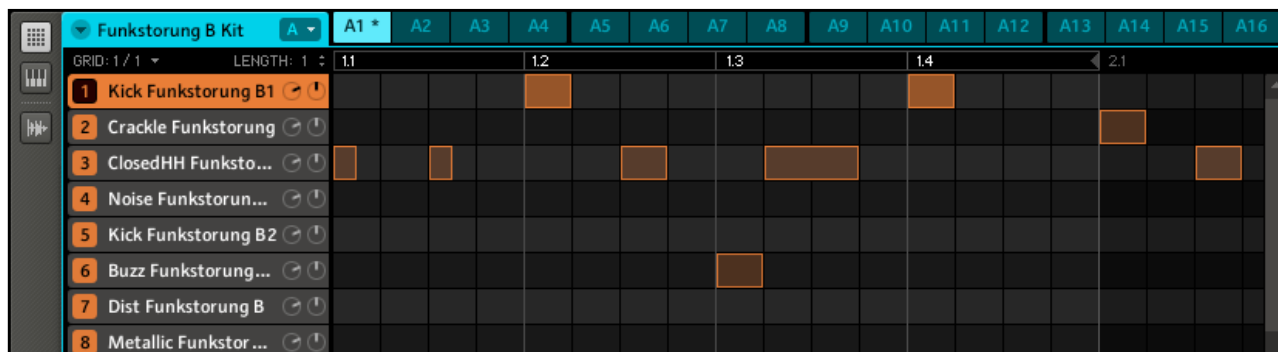 Funkstorung B Kit A A1 * A2 A3 A4 A5 A6 A7 A8 A9 A10 A11 A12 A13 A14 A15 A16
GRID: 1 / 1 LENGTH: 1 1.1 1.2 1.3 1.4 2.1
1 Kick Funkstorung B1
2 Crackle Funkstorung
3 ClosedHH Funksto...
4 Noise Funkstorun...
5 Kick Funkstorung B2
6 Buzz Funkstorung...
7 Dist Funkstorung B
8 Metallic Funkstor...